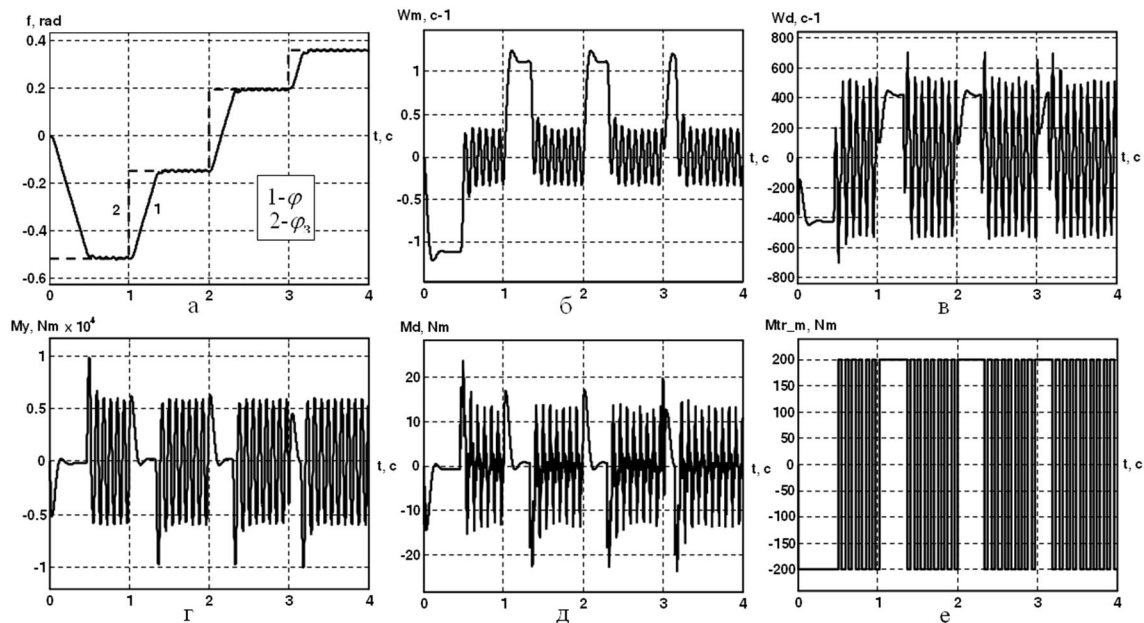 f, rad
0.4
0.2
0
-0.2
-0.4
-0.6
t, c
2
1
1-φ
2-φз
0 1 2 3 4
а
Wm, c-1
1
0.5
0
-0.5
-1
t, c
0 1 2 3 4
б
Wd, c-1
800
600
400
200
0
-200
-400
-600
-800
t, c
0 1 2 3 4
в
My, Nm × 10⁴
1
0.5
0
-0.5
-1
t, c
0 1 2 3 4
г
Md, Nm
20
10
0
-10
-20
t, c
0 1 2 3 4
д
Mtr_m, Nm
200
150
100
50
0
-50
-100
-150
-200
t, c
0 1 2 3 4
е